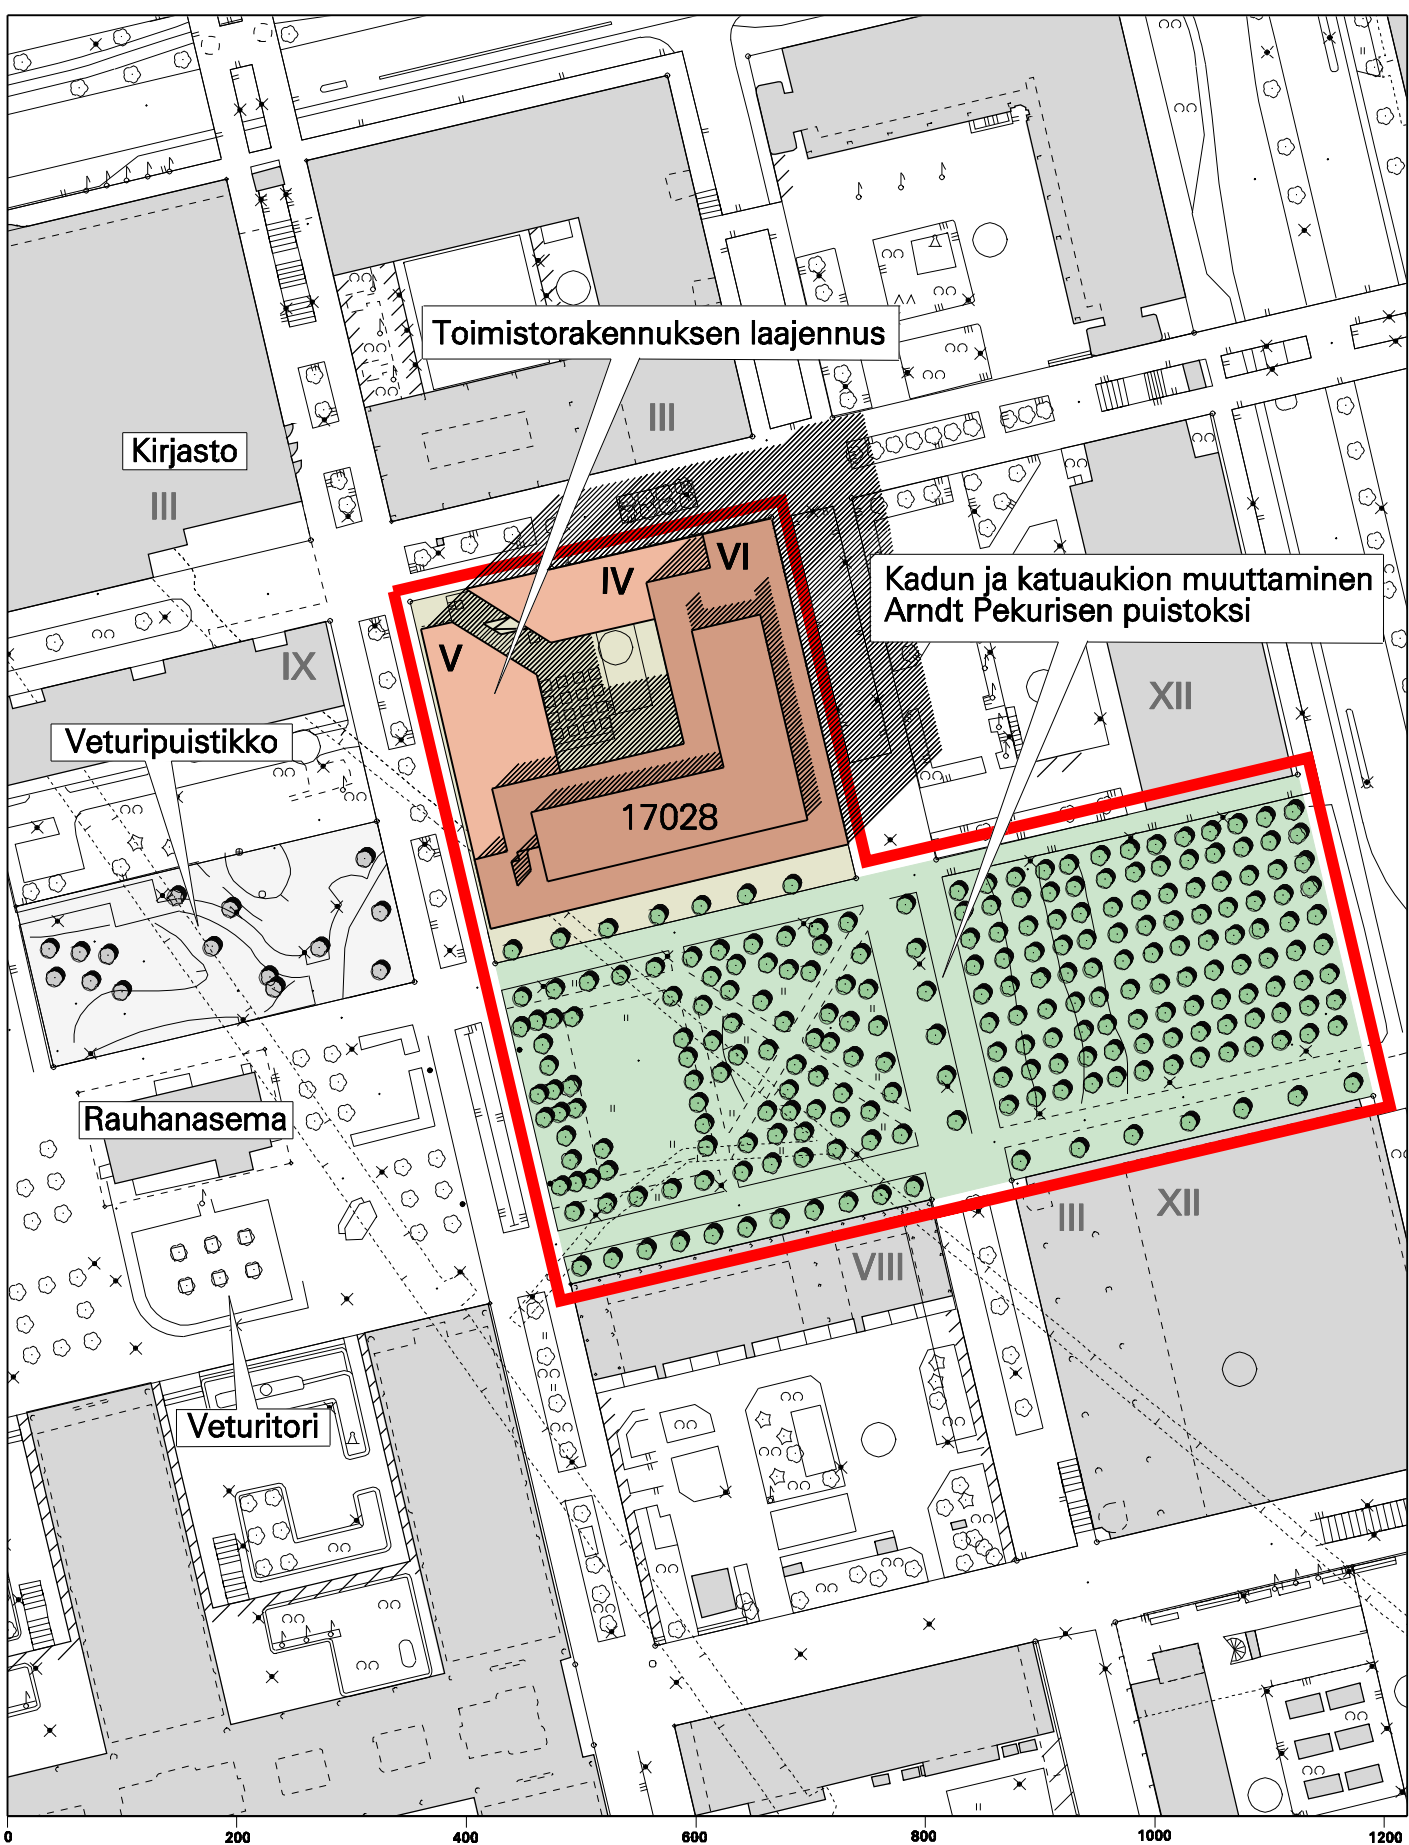 Toimistorakennuksen laajennus
III
Kirjasto
III
IV
VI
Kadun ja katuaukion muuttaminen
Arndt Pekurisen puistoksi
V
IX
XII
Veturipuistikko
17028
Rauhanasema
III
XII
VIII
Veturitori
0
200
400
600
800
1000
1200